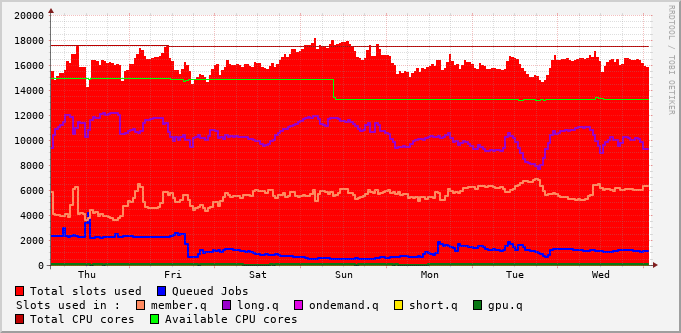 20000
18000
16000
14000
12000
10000
8000
6000
4000
2000
0
Thu Fri Sat Sun Mon Tue Wed
Total slots used Queued Jobs
Slots used in : member.q long.q ondemand.q short.q gpu.q
Total CPU cores Available CPU cores
RRDTOOL / TOBI OETIKER